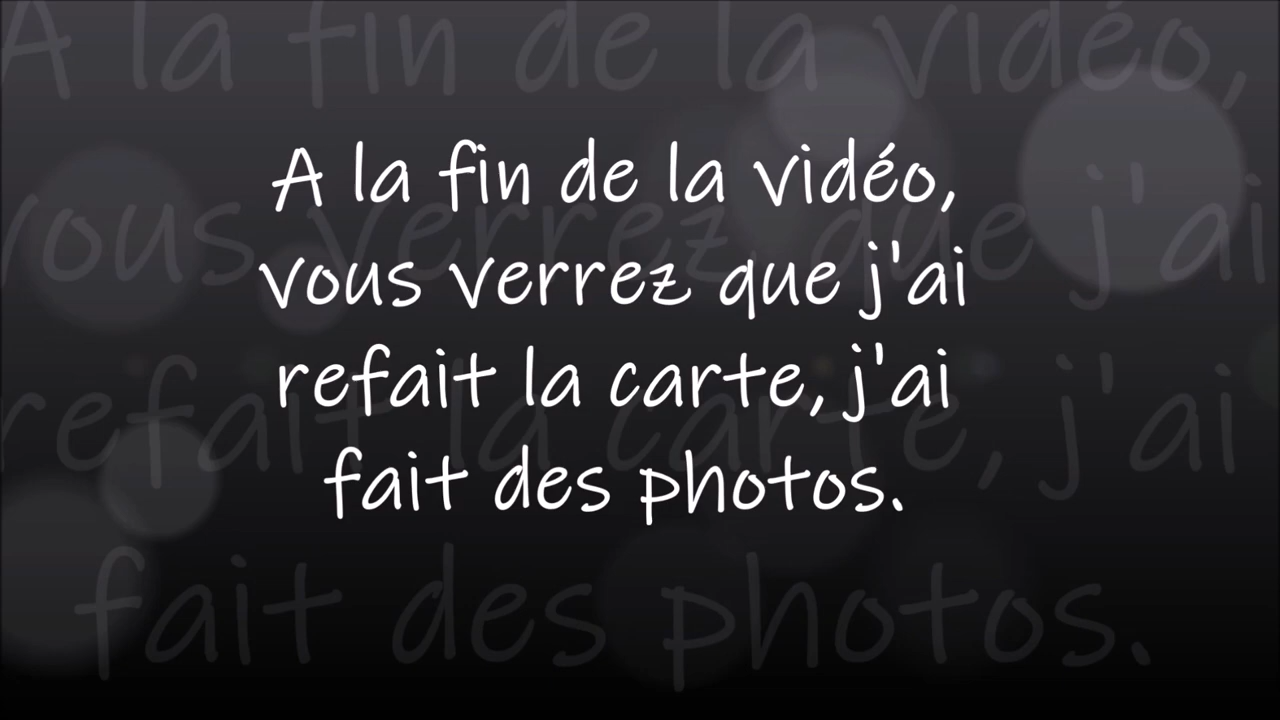 A la fin de la vidéo,
vous verrez que j'ai
refait la carte, j'ai
fait des photos.